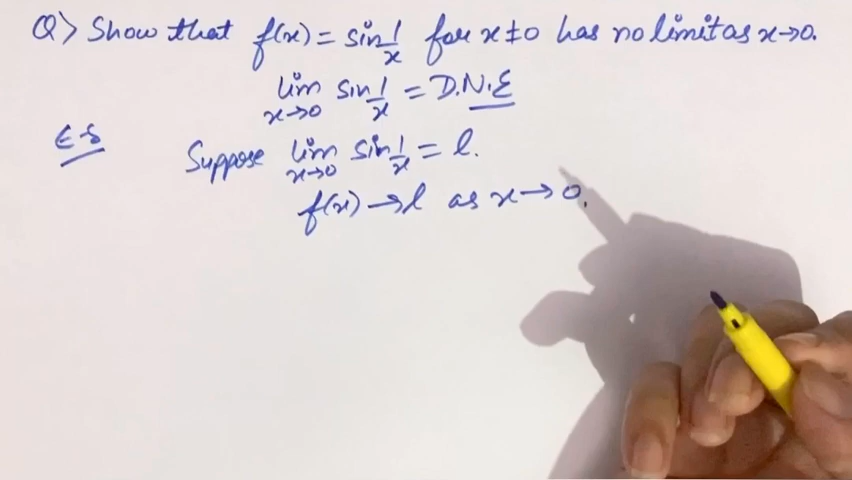 Q> Show that f(x) = sin 1/x for x ≠ 0 has no limit as x→0.
lim x→0 sin 1/x = D.N.E
ε-δ
Suppose lim x→0 sin 1/x = l.
f(x) → l as x → 0.